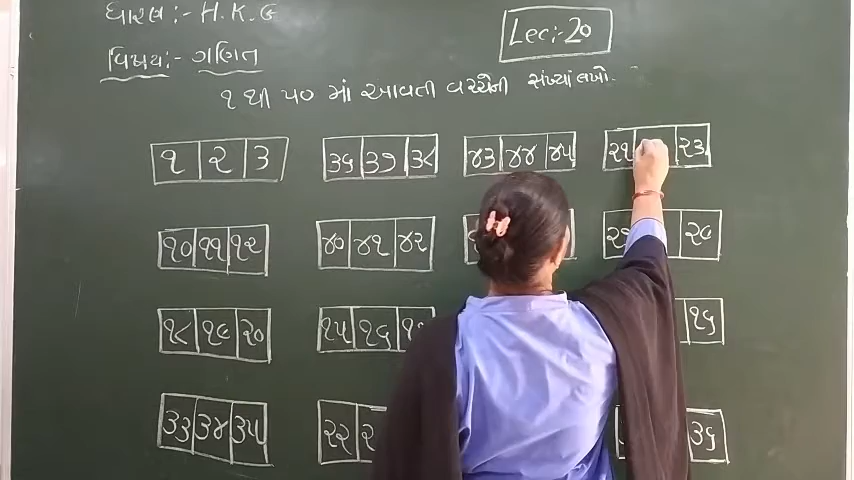 ધોરણ :- H.K.G
Lec:- 20
વિષય:- ગણિત
૧ થી ૫૦ માં આવતી વચ્ચેની સંખ્યા લખો.
૧ ૨ ૩ ૩૬ ૩૭ ૩૮ ૪૩ ૪૪ ૪૫ ૨૧ ૨૩
૧૦ ૧૧ ૧૨ ૪૦ ૪૧ ૪૨ ૨૯
૧૮ ૧૯ ૨૦ ૧૫ ૧૬ ૧૬
૩૩ ૩૪ ૩૫ ૨૨ ૩૬